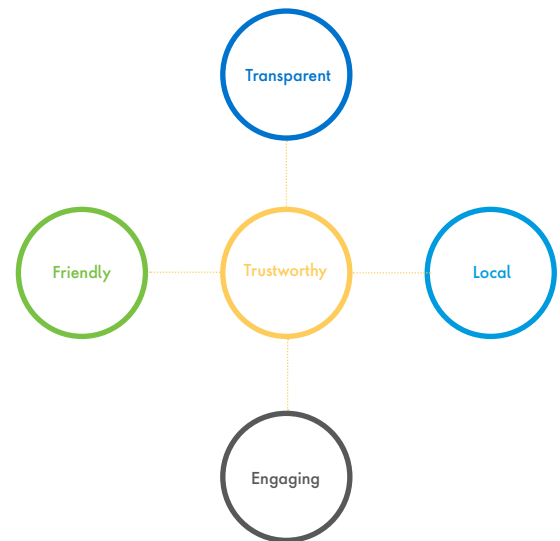 Transparent
Friendly
Trustworthy
Local
Engaging